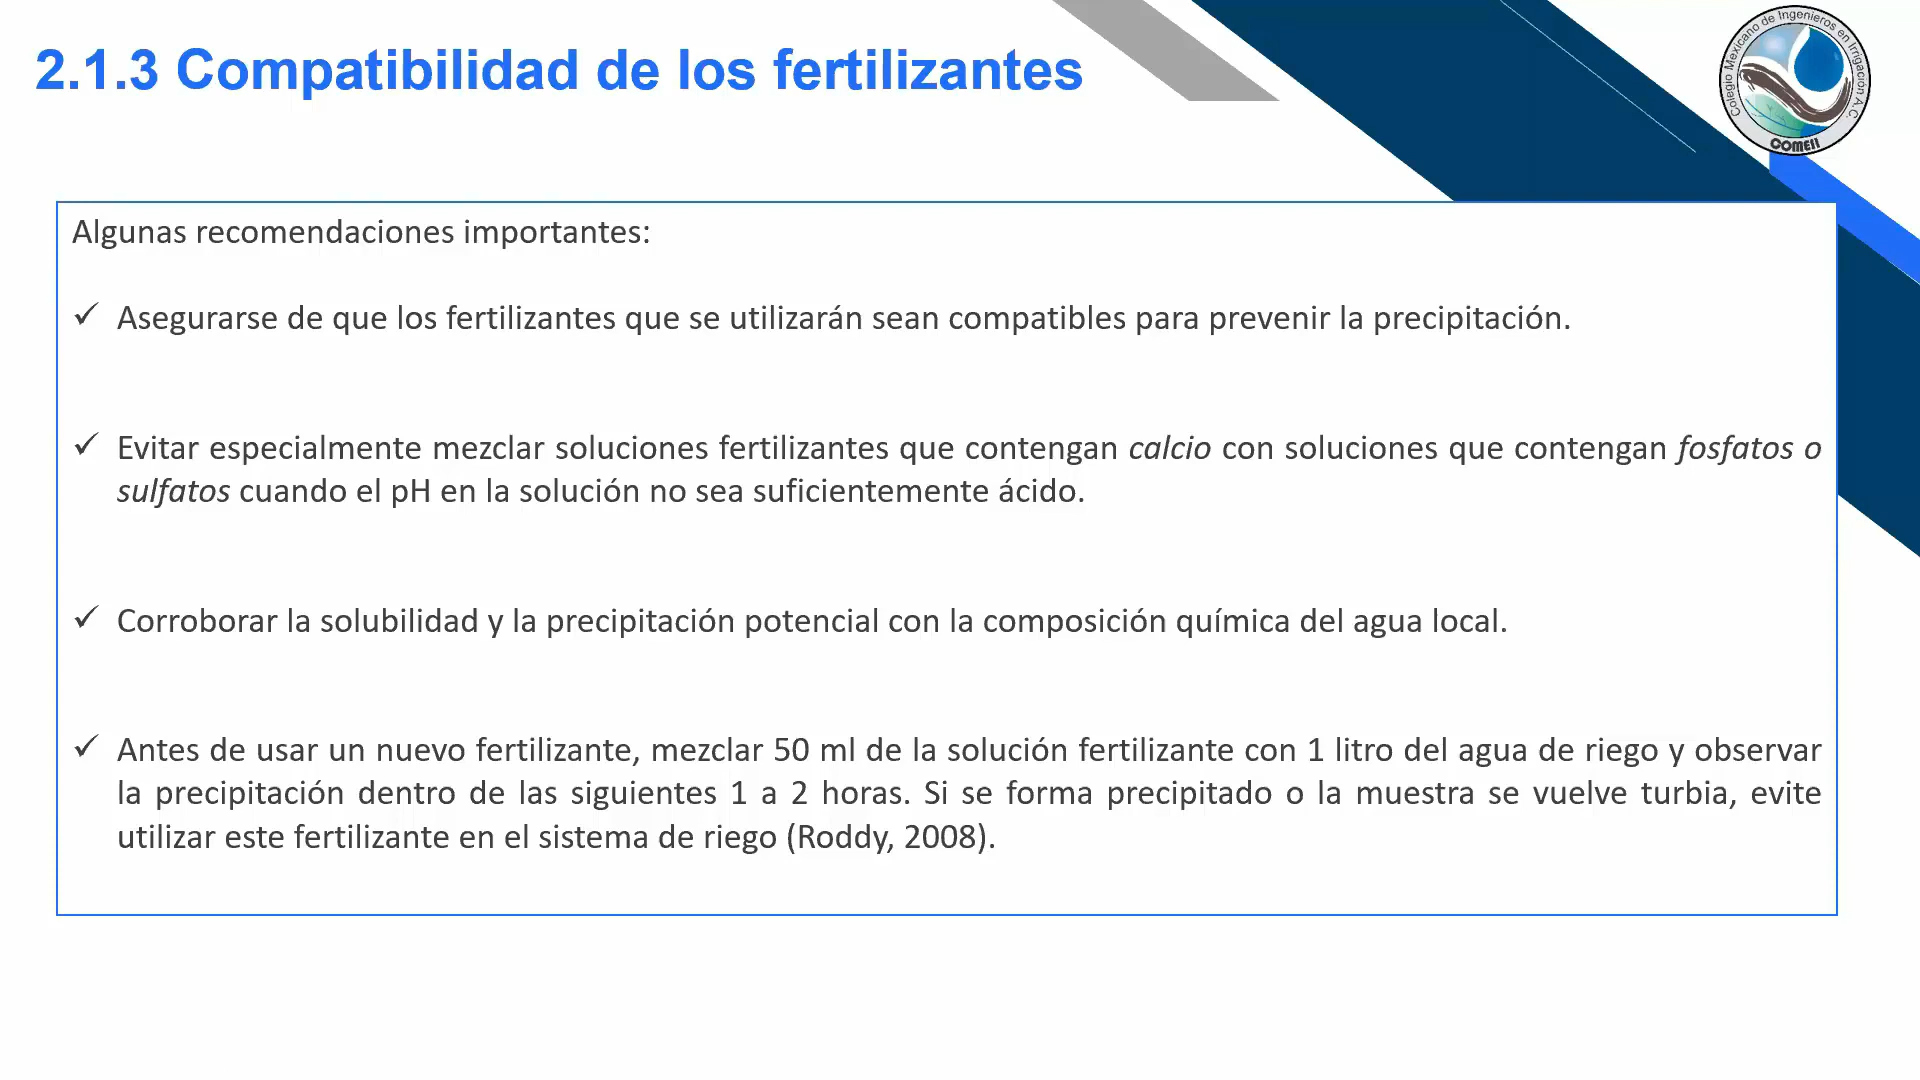 2.1.3 Compatibilidad de los fertilizantes
Colegio Mexicano de Ingenieros en Irrigación A.C.
COMEII
Algunas recomendaciones importantes:
✓ Asegurarse de que los fertilizantes que se utilizarán sean compatibles para prevenir la precipitación.
✓ Evitar especialmente mezclar soluciones fertilizantes que contengan calcio con soluciones que contengan fosfatos o
sulfatos cuando el pH en la solución no sea suficientemente ácido.
✓ Corroborar la solubilidad y la precipitación potencial con la composición química del agua local.
✓ Antes de usar un nuevo fertilizante, mezclar 50 ml de la solución fertilizante con 1 litro del agua de riego y observar
la precipitación dentro de las siguientes 1 a 2 horas. Si se forma precipitado o la muestra se vuelve turbia, evite
utilizar este fertilizante en el sistema de riego (Roddy, 2008).